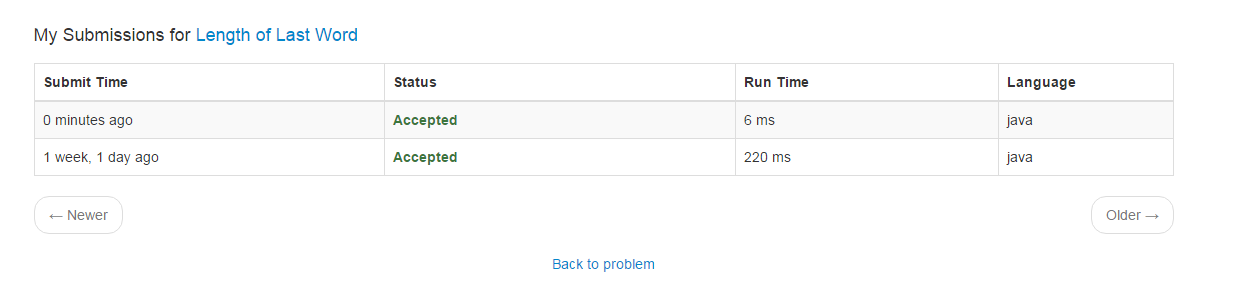 My Submissions for Length of Last Word
Submit Time Status Run Time Language
0 minutes ago Accepted 6 ms java
1 week, 1 day ago Accepted 220 ms java
← Newer Older →
Back to problem